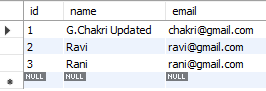 id name email
1 G.Chakri Updated chakri@gmail.com
2 Ravi ravi@gmail.com
3 Rani rani@gmail.com
NULL NULL NULL